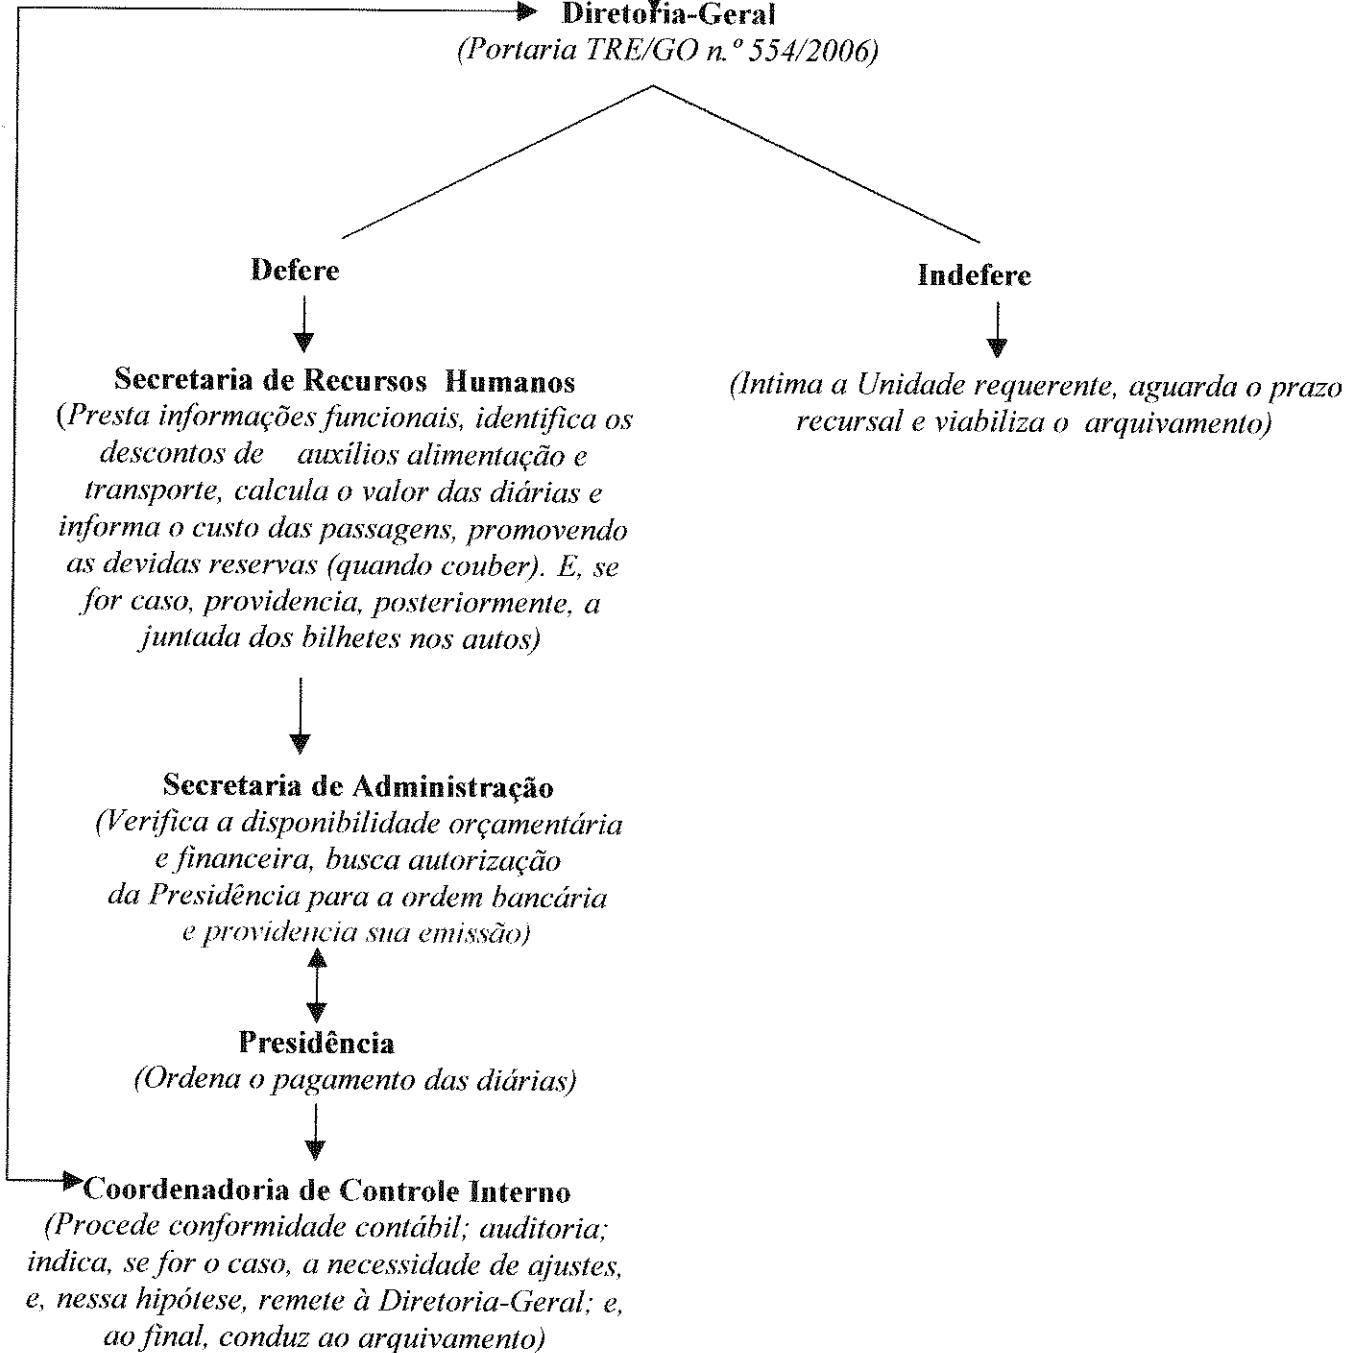 Diretoria-Geral
(Portaria TRE/GO n.º 554/2006)
Defere
Indefere
Secretaria de Recursos Humanos
(Presta informações funcionais, identifica os
descontos de auxílios alimentação e
transporte, calcula o valor das diárias e
informa o custo das passagens, promovendo
as devidas reservas (quando couber). E, se
for caso, providencia, posteriormente, a
juntada dos bilhetes nos autos)
(Intima a Unidade requerente, aguarda o prazo
recursal e viabiliza o arquivamento)
Secretaria de Administração
(Verifica a disponibilidade orçamentária
e financeira, busca autorização
da Presidência para a ordem bancária
e providencia sua emissão)
Presidência
(Ordena o pagamento das diárias)
Coordenadoria de Controle Interno
(Procede conformidade contábil; auditoria;
indica, se for o caso, a necessidade de ajustes,
e, nessa hipótese, remete à Diretoria-Geral; e,
ao final, conduz ao arquivamento)